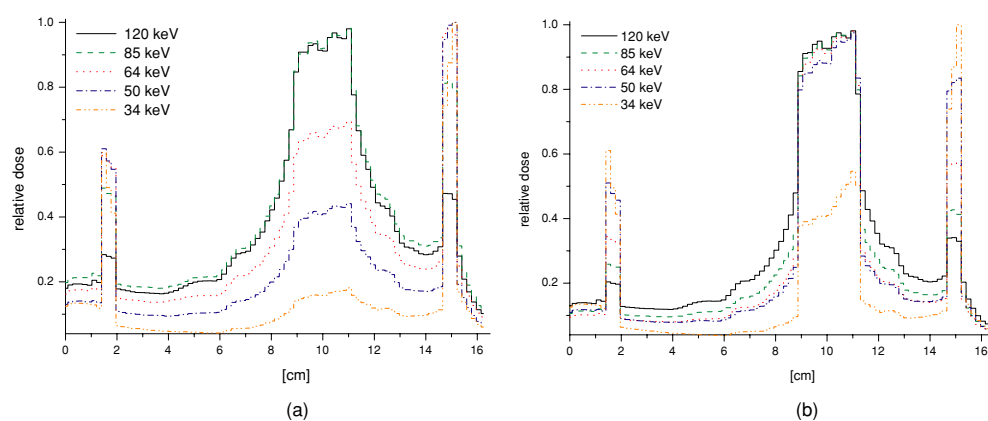 1.0
0.8
0.6
0.4
0.2
relative dose
120 keV
85 keV
64 keV
50 keV
34 keV
0 2 4 6 8 10 12 14 16
[cm]
(a)
1.0
0.8
0.6
0.4
0.2
relative dose
120 keV
85 keV
64 keV
50 keV
34 keV
0 2 4 6 8 10 12 14 16
[cm]
(b)